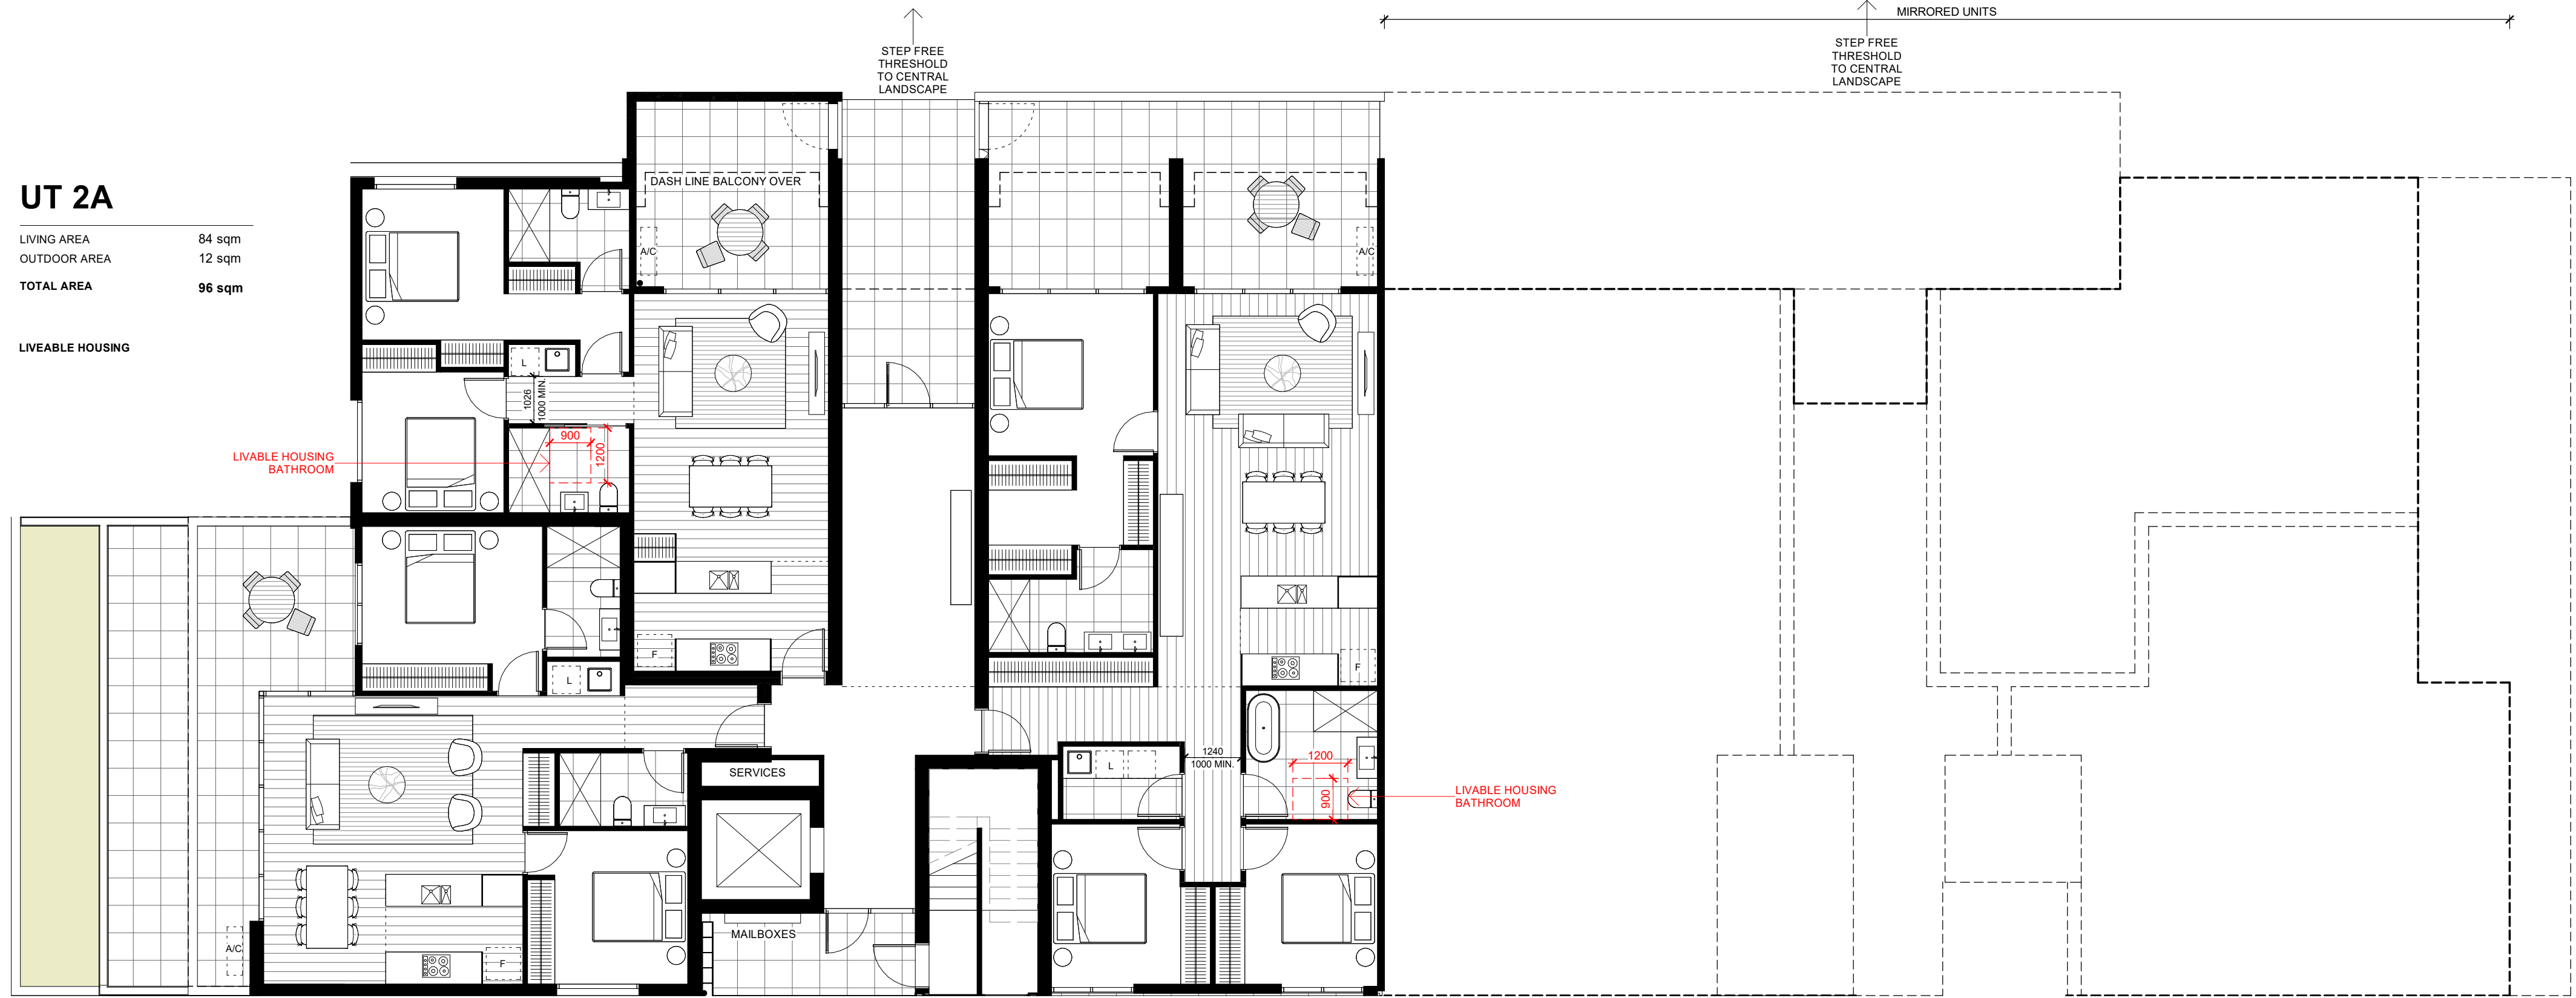 MIRRORED UNITS
STEP FREE
THRESHOLD
TO CENTRAL
LANDSCAPE
STEP FREE
THRESHOLD
TO CENTRAL
LANDSCAPE
UT 2A
LIVING AREA 84 sqm
OUTDOOR AREA 12 sqm
TOTAL AREA 96 sqm
LIVEABLE HOUSING
DASH LINE BALCONY OVER
A/C
A/C
L
1026
1000 MIN.
900
1200
LIVABLE HOUSING
BATHROOM
F
F
L
1240
1000 MIN.
L
1200
900
LIVABLE HOUSING
BATHROOM
SERVICES
MAILBOXES
A/C
F